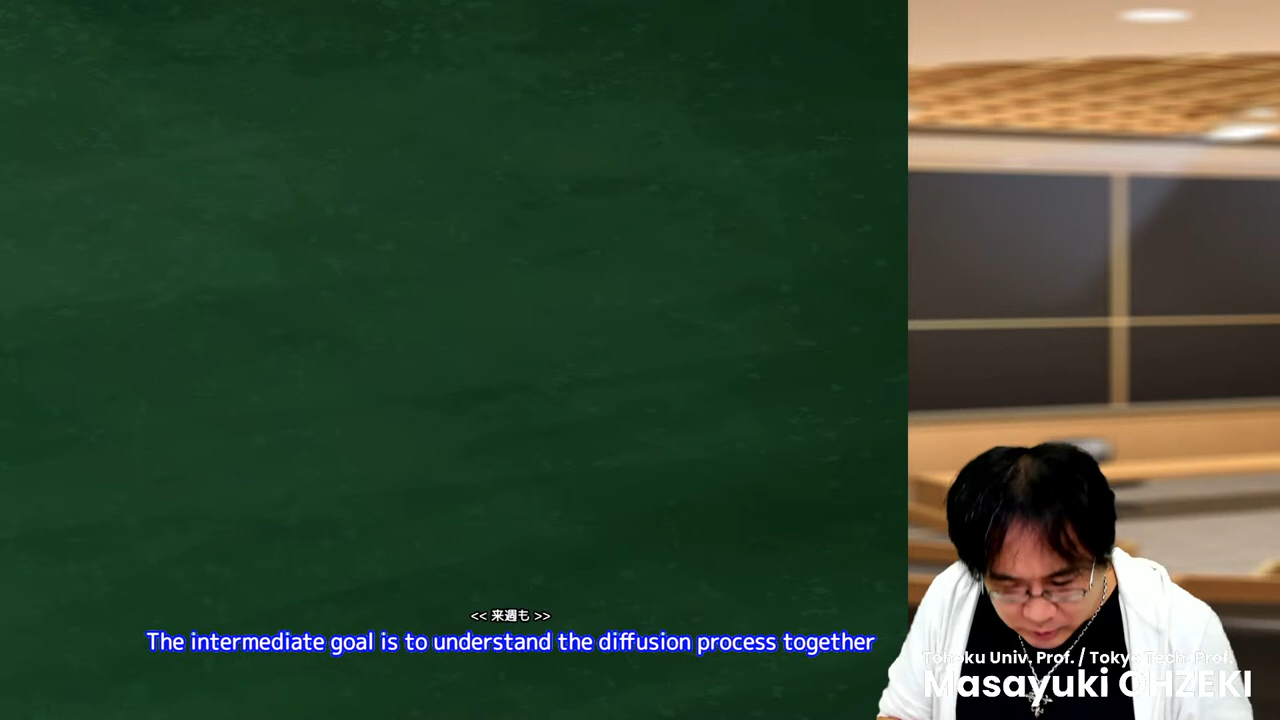 << 来週も >>
The intermediate goal is to understand the diffusion process together
Tohoku Univ. Prof. / Tokyo Tech. Prof.
Masayuki OHZEKI